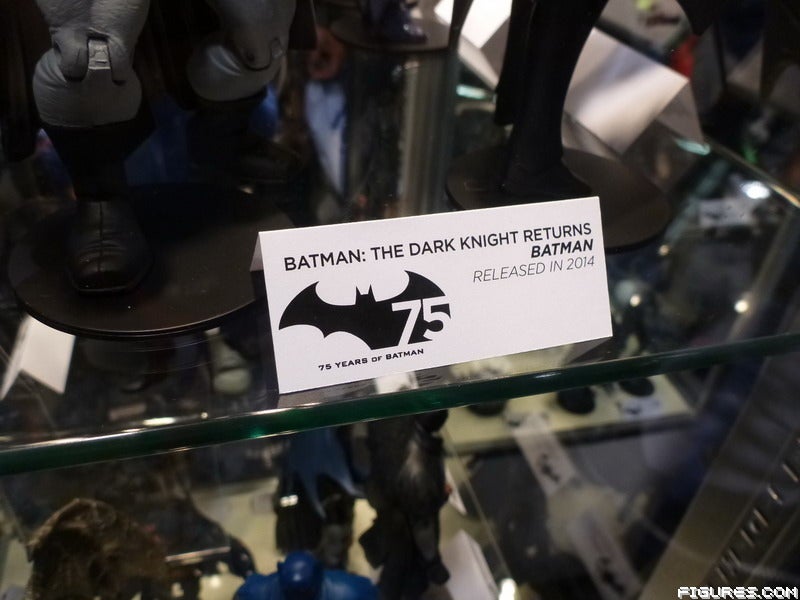 BATMAN: THE DARK KNIGHT RETURNS
BATMAN
RELEASED IN 2014
75
75 YEARS OF BATMAN
FIGURES.COM